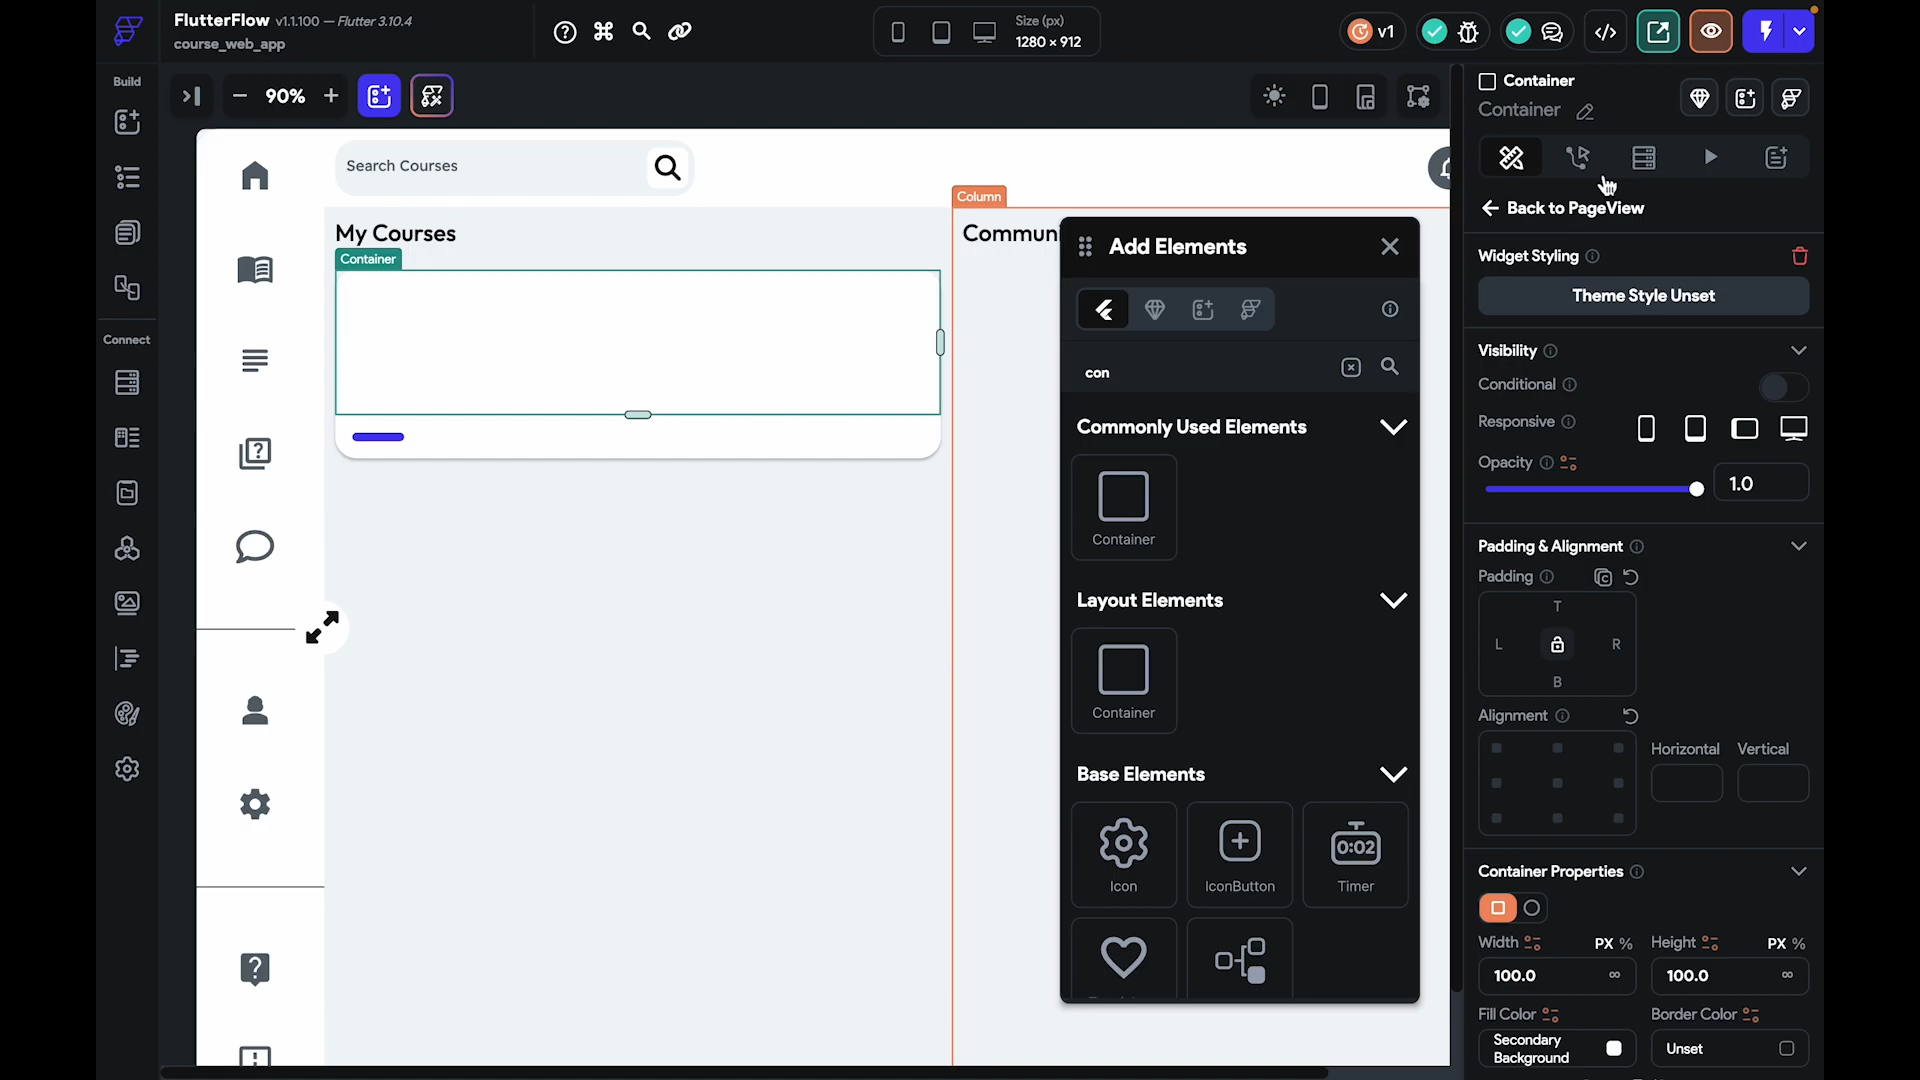 FlutterFlow v1.1.100 — Flutter 3.10.4
course_web_app
Size (px)
1280 × 912
v1
Build
Connect
90%
Search Courses
My Courses
Container
Column
Communi
Add Elements
con
Commonly Used Elements
Container
Layout Elements
Container
Base Elements
Icon
IconButton
0:02
Timer
Container
Container
Back to PageView
Widget Styling
Theme Style Unset
Visibility
Conditional
Responsive
Opacity
1.0
Padding & Alignment
Padding
T
L
R
B
Alignment
Horizontal Vertical
Container Properties
Width PX % Height PX %
100.0 ∞ 100.0 ∞
Fill Color Border Color
Secondary
Background
Unset